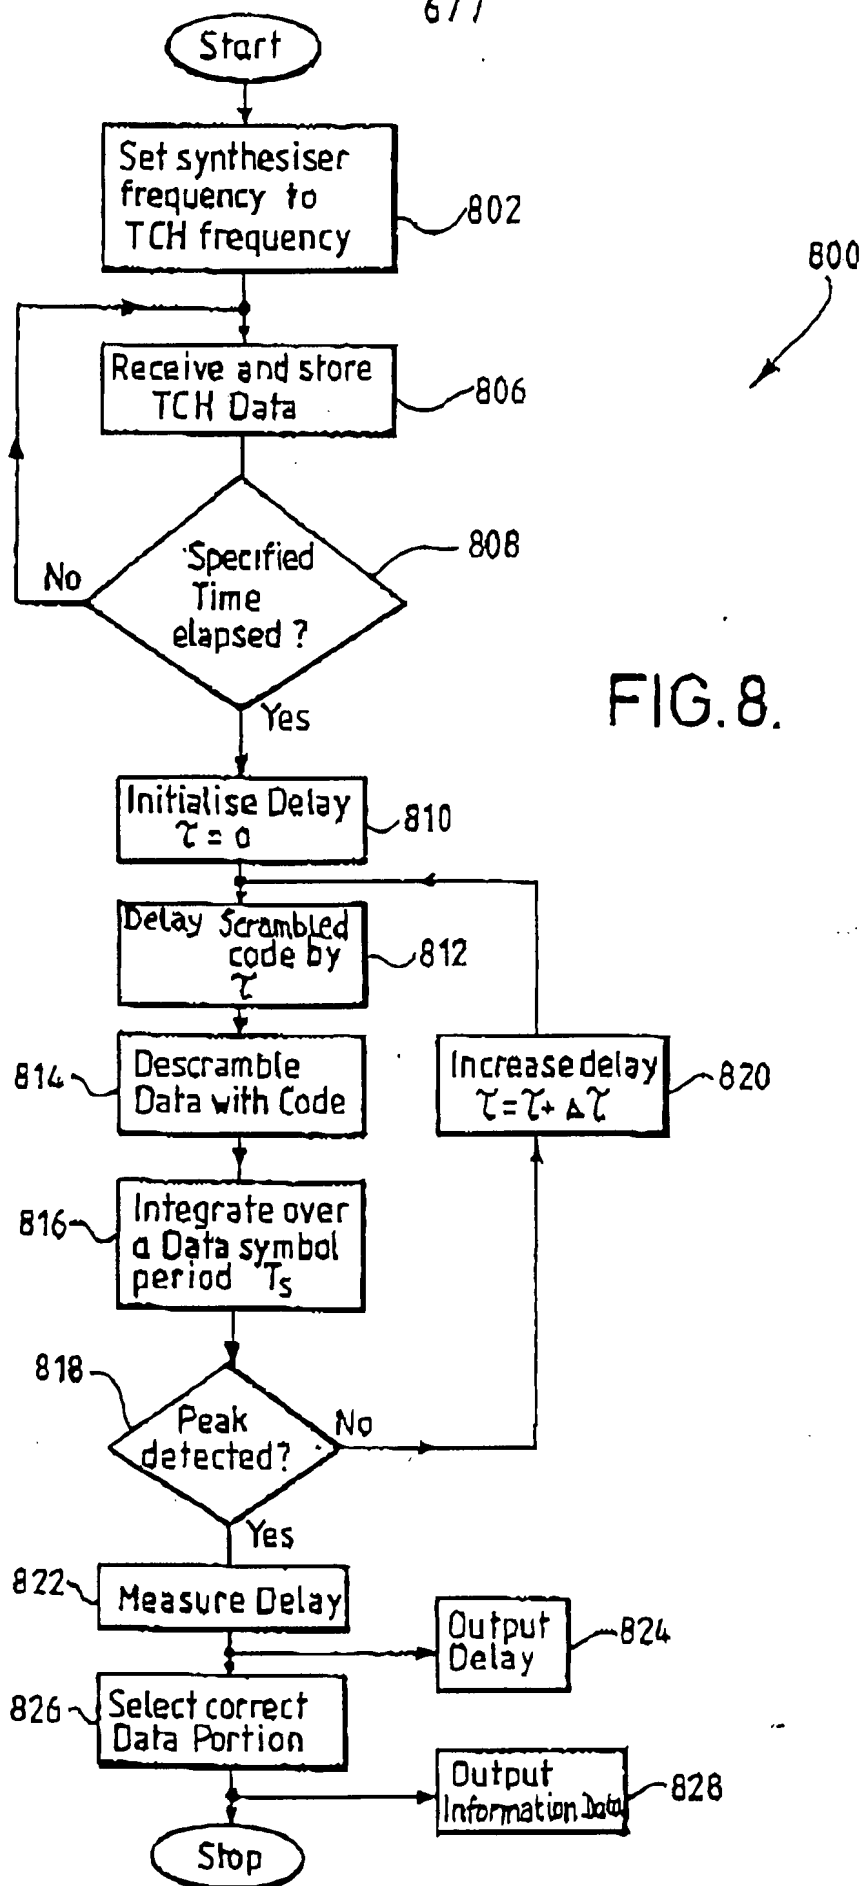 Start
Set synthesiser
frequency to
TCH frequency
802
800
Receive and store
TCH Data
806
Specified
Time
elapsed ?
808
No
Yes
FIG. 8.
Initialise Delay
τ = 0
810
Delay Scrambled
code by
τ
812
814
Descramble
Data with Code
Increase delay
τ = τ + Δτ
820
816
Integrate over
a Data symbol
period Ts
818
Peak
detected?
No
Yes
822
Measure Delay
Output
Delay
824
826
Select correct
Data Portion
Output
Information Data
828
Stop